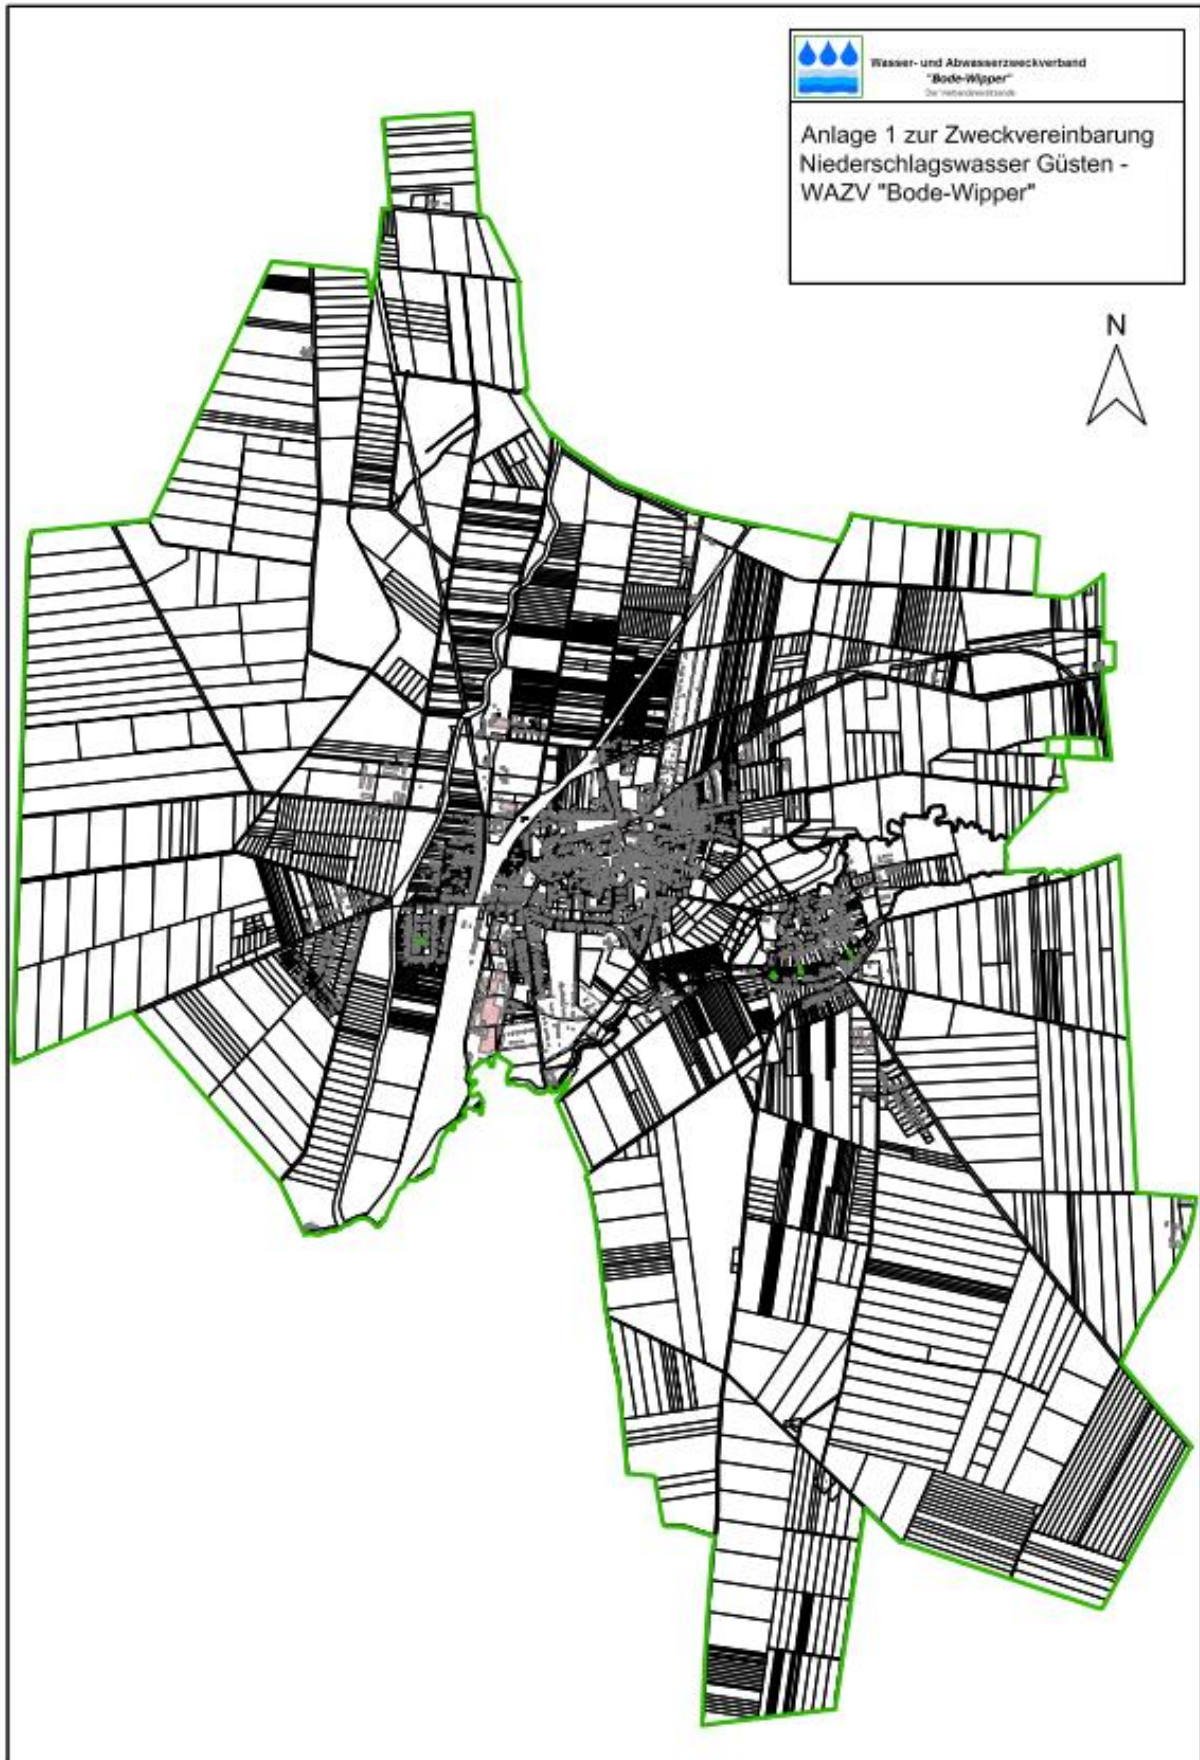 Wasser- und Abwasserzweckverband
"Bode-Wipper"
Anlage 1 zur Zweckvereinbarung
Niederschlagswasser Güsten -
WAZV "Bode-Wipper"
N